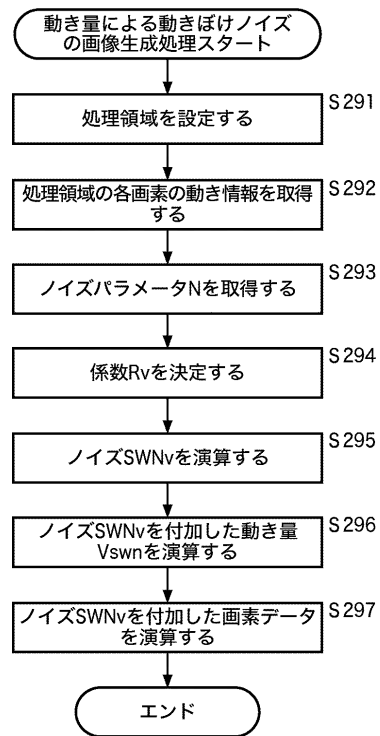 動き量による動きぼけノイズ
の画像生成処理スタート
S291
処理領域を設定する
S292
処理領域の各画素の動き情報を取得
する
S293
ノイズパラメータNを取得する
S294
係数Rvを決定する
S295
ノイズSWNvを演算する
S296
ノイズSWNvを付加した動き量
Vswnを演算する
S297
ノイズSWNvを付加した画素データ
を演算する
エンド